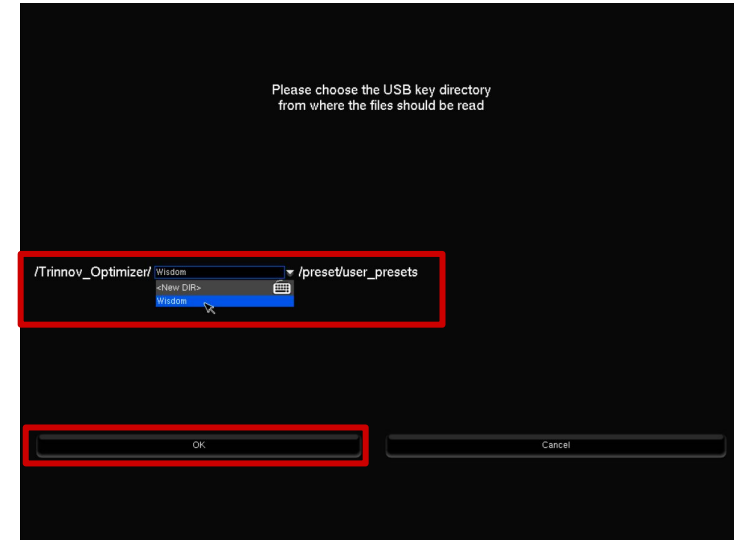 Please choose the USB key directory
from where the files should be read
/Trinnov_Optimizer/ Wisdom /preset/user_presets
<New DIR>
Wisdom
OK Cancel